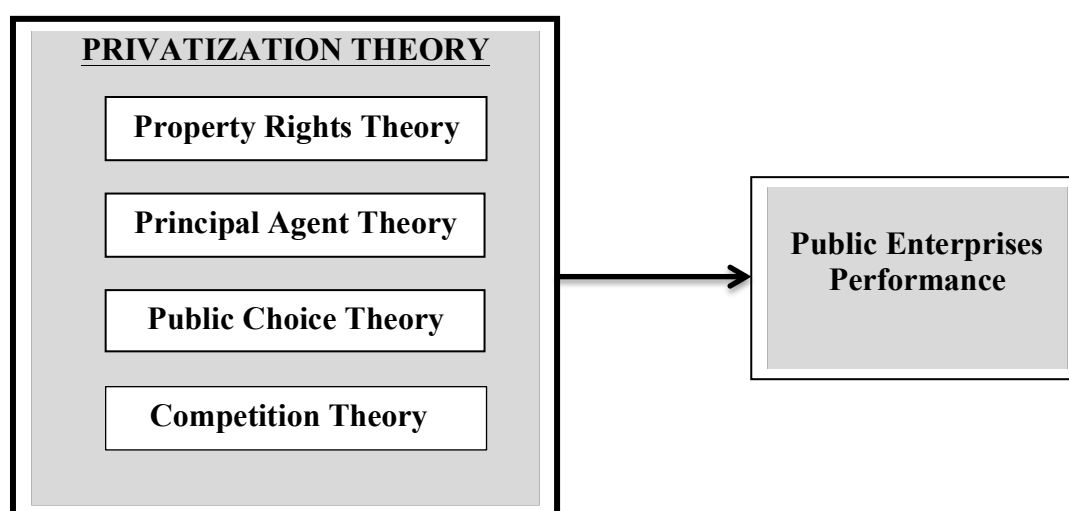 PRIVATIZATION THEORY
Property Rights Theory
Principal Agent Theory
Public Choice Theory
Competition Theory
Public Enterprises
Performance